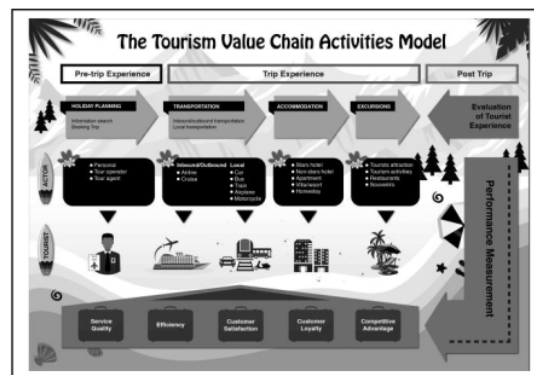 The Tourism Value Chain Activities Model
Pre-trip Experience
Trip Experience
Post Trip
HOLIDAY PLANNING
Information search
Booking Trip
TRANSPORTATION
Inbound/outbound transportation
Local transportation
ACCOMMODATION
EXCURSIONS
Evaluation
of Tourist
Experience
ACTOR
Personal
Tour operator
Tour agent
Inbound/Outbound
Airline
Cruise
Local
Car
Bus
Train
Airplane
Motorcycle
Stars hotel
Non-stars hotel
Apartment
Homestay
Tourists attraction
Tourism activities
Restaurants
Souvenirs
TOURIST
Performance Measurement
Service
Quality
Efficiency
Customer
Satisfaction
Customer
Loyalty
Competitive
Advantage